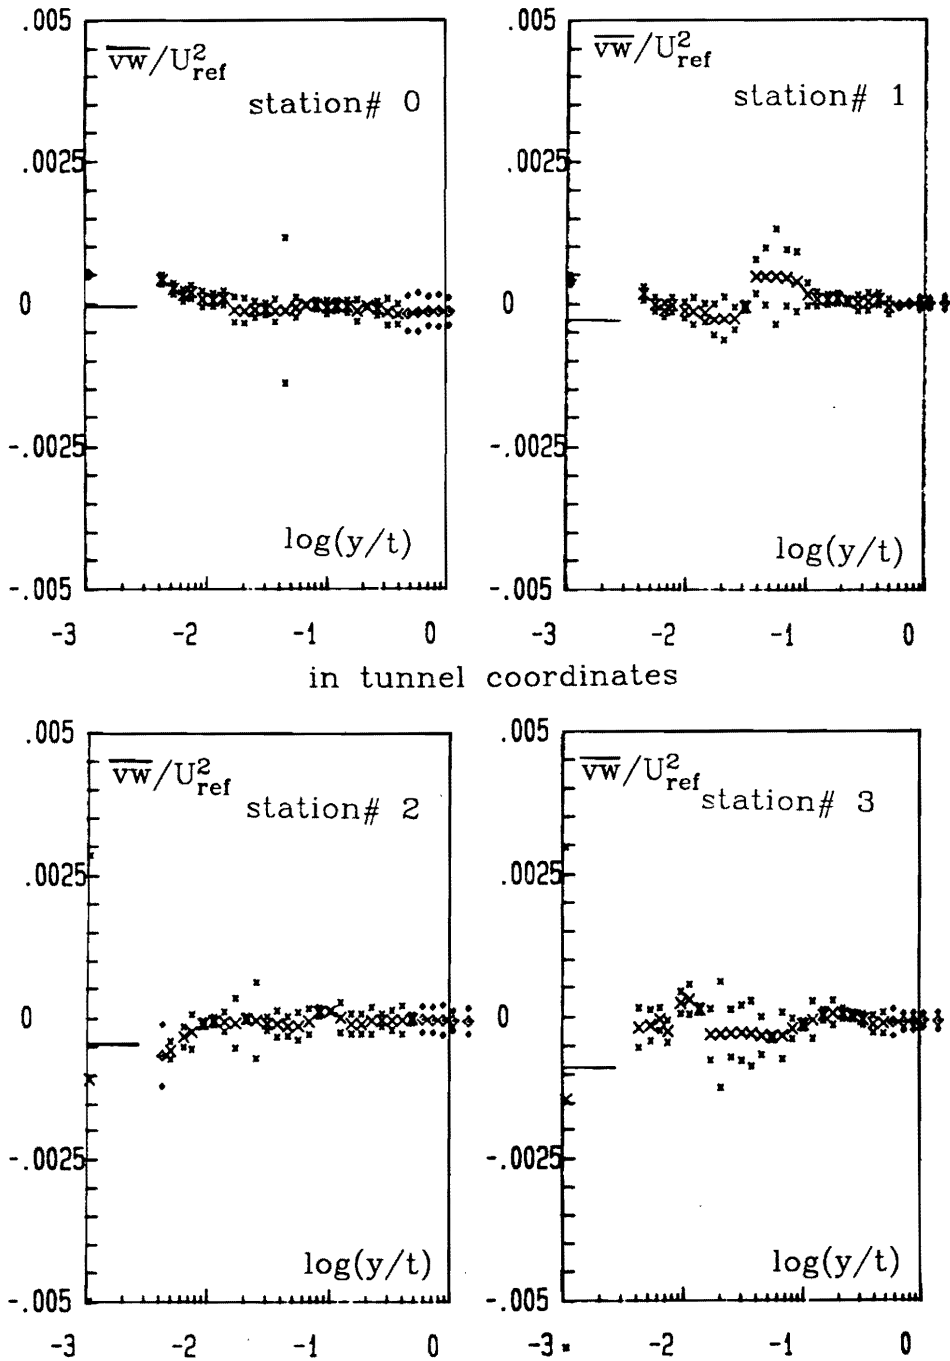 .005
v̅w̅/U²ref
station# 0
.0025
0
-.0025
log(y/t)
-.005
-3 -2 -1 0
.005
v̅w̅/U²ref
station# 1
.0025
0
-.0025
log(y/t)
-.005
-3 -2 -1 0
in tunnel coordinates
.005
v̅w̅/U²ref
station# 2
.0025
0
-.0025
log(y/t)
-.005
-3 -2 -1 0
.005
v̅w̅/U²ref
station# 3
.0025
0
-.0025
log(y/t)
-.005
-3 -2 -1 0